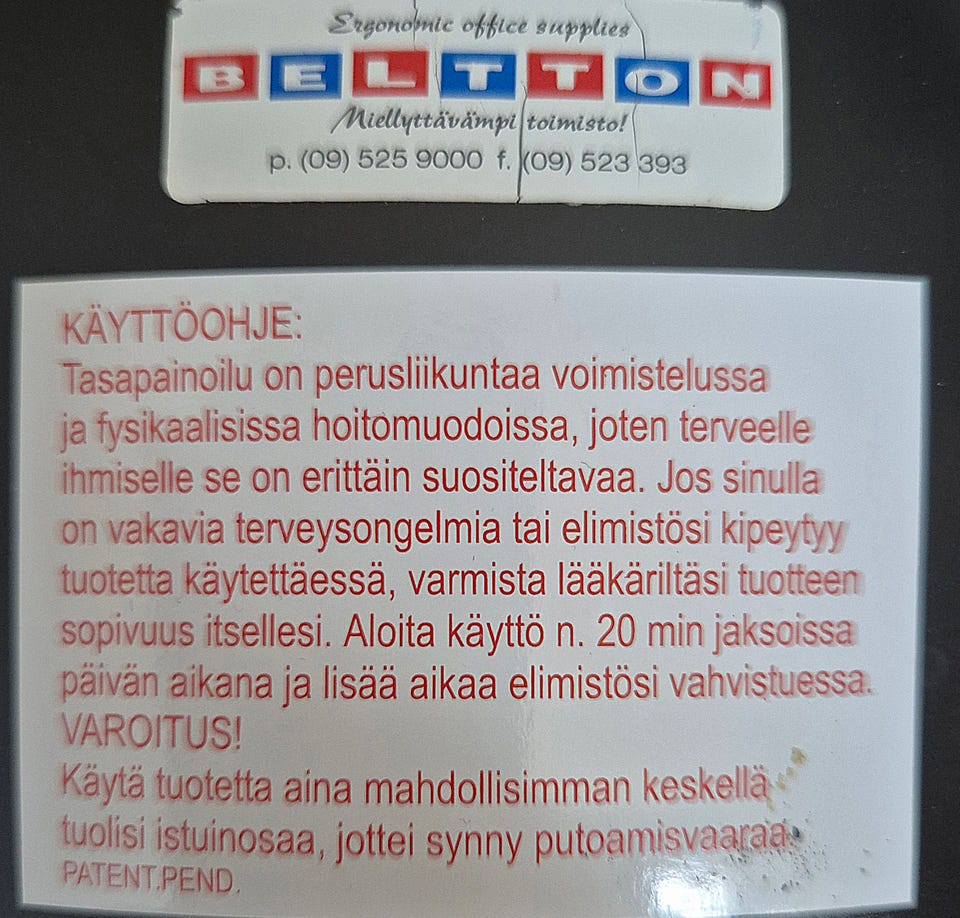 Ergonomic office supplies
BELTTON
Miellyttävämpi toimisto!
p. (09) 525 9000 f. (09) 523 393
KÄYTTÖOHJE:
Tasapainoilu on perusliikuntaa voimistelussa
ja fysikaalisissa hoitomuodoissa, joten terveelle
ihmiselle se on erittäin suositeltavaa. Jos sinulla
on vakavia terveysongelmia tai elimistösi kipeytyy
tuotetta käytettäessä, varmista lääkäriltäsi tuotteen
sopivuus itsellesi. Aloita käyttö n. 20 min jaksoissa
päivän aikana ja lisää aikaa elimistösi vahvistuessa.
VAROITUS!
Käytä tuotetta aina mahdollisimman keskellä
tuolisi istuinosaa, jottei synny putoamisvaaraa.
PATENT.PEND.